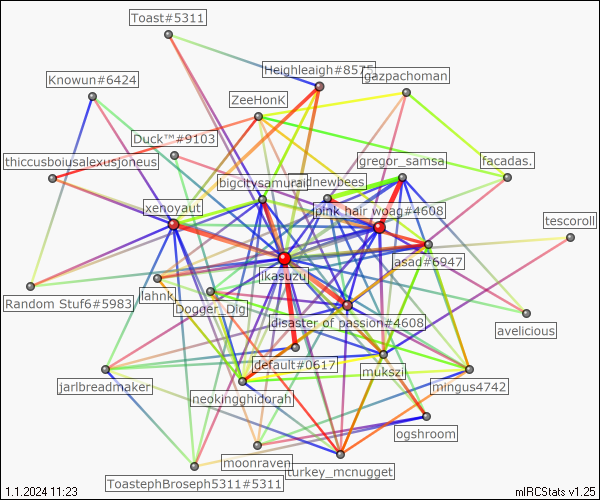 Toast#5311
Heighleaigh#8575
gazpachoman
Knowun#6424
ZeeHonK
Duck™#9103
thiccusboiusalexusjoneus
gregor_samsa
facadas.
bigcitysamurai
xenoyaut
pink hair woag#4608
tescoroll
asad#6947
ikasuzu
Random Stuf6#5983
lahnk
Dogger_Dig
disaster of passion#4608
avelicious
default#0617
mukszi
jarlbreadmaker
neokingghidorah
mingus4742
ogshroom
moonraven
turkey_mcnugget
ToastephBroseph5311#5311
1.1.2024 11:23
mIRCStats v1.25